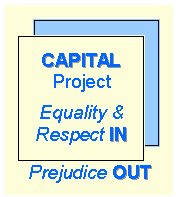 CAPITAL
Project
Equality &
Respect IN
Prejudice OUT